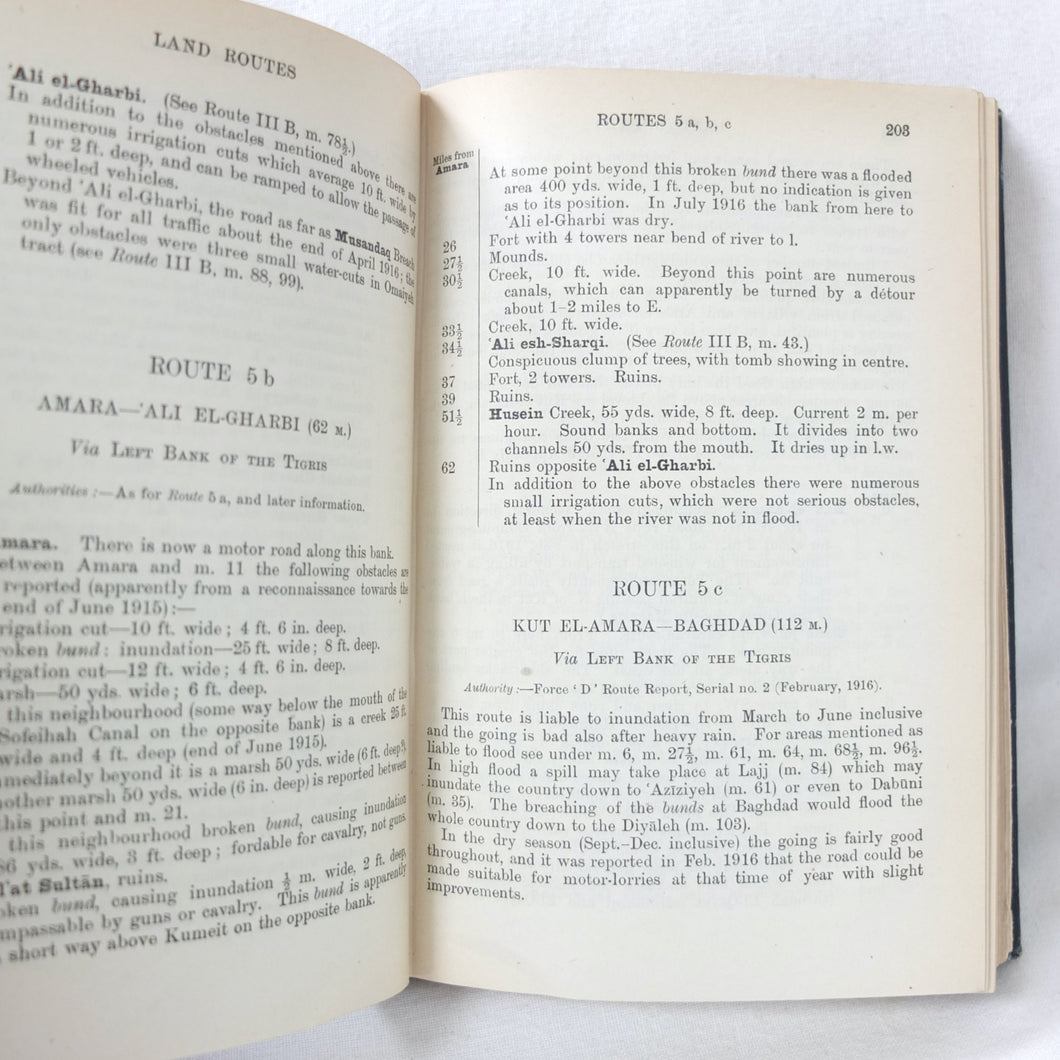 LAND ROUTES
'Ali el-Gharbi. (See Route III B, m. 78½.)
In addition to the obstacles mentioned above there are
numerous irrigation cuts which average 10 ft. wide by
1 or 2 ft. deep, and can be ramped to allow the passage of
wheeled vehicles.
Beyond 'Ali el-Gharbi, the road as far as Musandaq Breach
was fit for all traffic about the end of April 1916; the
only obstacles were three small water-cuts in Omaiyeh
tract (see Route III B, m. 88, 99).
ROUTE 5 b
AMARA—'ALI EL-GHARBI (62 M.)
Via LEFT BANK OF THE TIGRIS
Authorities:—As for Route 5 a, and later information.
mara. There is now a motor road along this bank.
etween Amara and m. 11 the following obstacles are
reported (apparently from a reconnaissance towards the
end of June 1915):—
rigation cut—10 ft. wide; 4 ft. 6 in. deep.
oken bund: inundation—25 ft. wide; 8 ft. deep.
rigation cut—12 ft. wide; 4 ft. 6 in. deep.
arsh—50 yds. wide; 6 ft. deep.
this neighbourhood (some way below the mouth of the
Sofeihah Canal on the opposite bank) is a creek 25 ft.
wide and 4 ft. deep (end of June 1915).
mmediately beyond it is a marsh 50 yds. wide (6 ft. deep?),
nother marsh 50 yds. wide (6 in. deep) is reported between
this point and m. 21.
this neighbourhood broken bund, causing inundation
86 yds. wide, 3 ft. deep; fordable for cavalry, not guns.
l'at Sultān, ruins.
oken bund, causing inundation ½ m. wide, 2 ft. deep,
mpassable by guns or cavalry. This bund is apparently
short way above Kumeit on the opposite bank.
ROUTES 5 a, b, c 203
Miles from
Amara
At some point beyond this broken bund there was a flooded
area 400 yds. wide, 1 ft. deep, but no indication is given
as to its position. In July 1916 the bank from here to
'Ali el-Gharbi was dry.
26 Fort with 4 towers near bend of river to l.
27½ Mounds.
30½ Creek, 10 ft. wide. Beyond this point are numerous
canals, which can apparently be turned by a détour
about 1–2 miles to E.
33½ Creek, 10 ft. wide.
34½ 'Ali esh-Sharqi. (See Route III B, m. 43.)
Conspicuous clump of trees, with tomb showing in centre.
37 Fort, 2 towers. Ruins.
39 Ruins.
51½ Husein Creek, 55 yds. wide, 8 ft. deep. Current 2 m. per
hour. Sound banks and bottom. It divides into two
channels 50 yds. from the mouth. It dries up in l.w.
62 Ruins opposite 'Ali el-Gharbi.
In addition to the above obstacles there were numerous
small irrigation cuts, which were not serious obstacles,
at least when the river was not in flood.
ROUTE 5 c
KUT EL-AMARA—BAGHDAD (112 M.)
Via LEFT BANK OF THE TIGRIS
Authority:—Force 'D' Route Report, Serial no. 2 (February, 1916).
This route is liable to inundation from March to June inclusive
and the going is bad also after heavy rain. For areas mentioned as
liable to flood see under m. 6, m. 27½, m. 61, m. 64, m. 68½, m. 96½.
In high flood a spill may take place at Lajj (m. 84) which may
inundate the country down to 'Azīziyeh (m. 61) or even to Dabūni
(m. 35). The breaching of the bunds at Baghdad would flood the
whole country down to the Diyāleh (m. 103).
In the dry season (Sept.–Dec. inclusive) the going is fairly good
throughout, and it was reported in Feb. 1916 that the road could be
made suitable for motor-lorries at that time of year with slight
improvements.